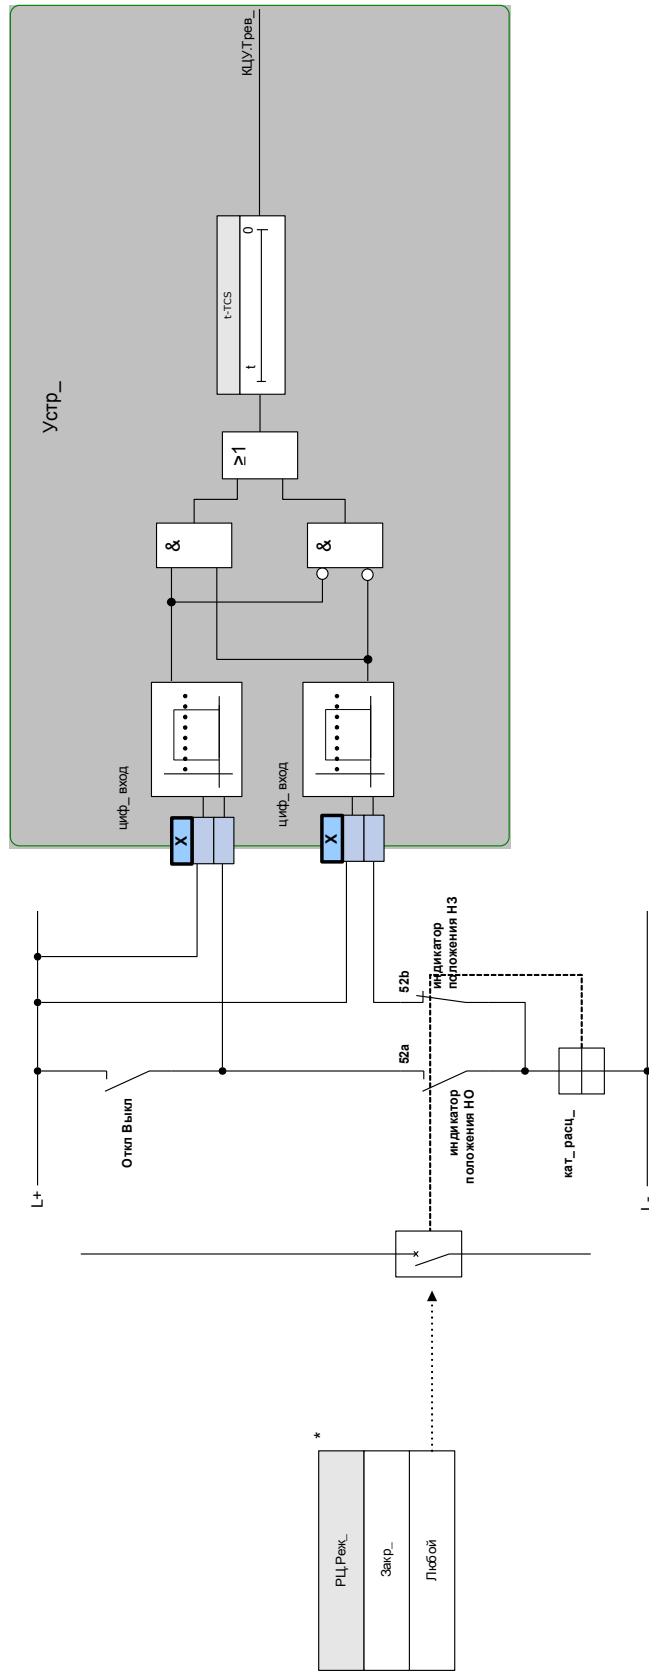 КЦУ.Трев_
0
t-TCS
t
Устр_
≥1
&
&
циф_ вход
циф_ вход
X
X
52b
индикатор
положения НЗ
52a
индикатор
положения НО
Откл Выкл
кат_ расц_
L+
L-
*
РЦ.Реж_
Закр_
Любой